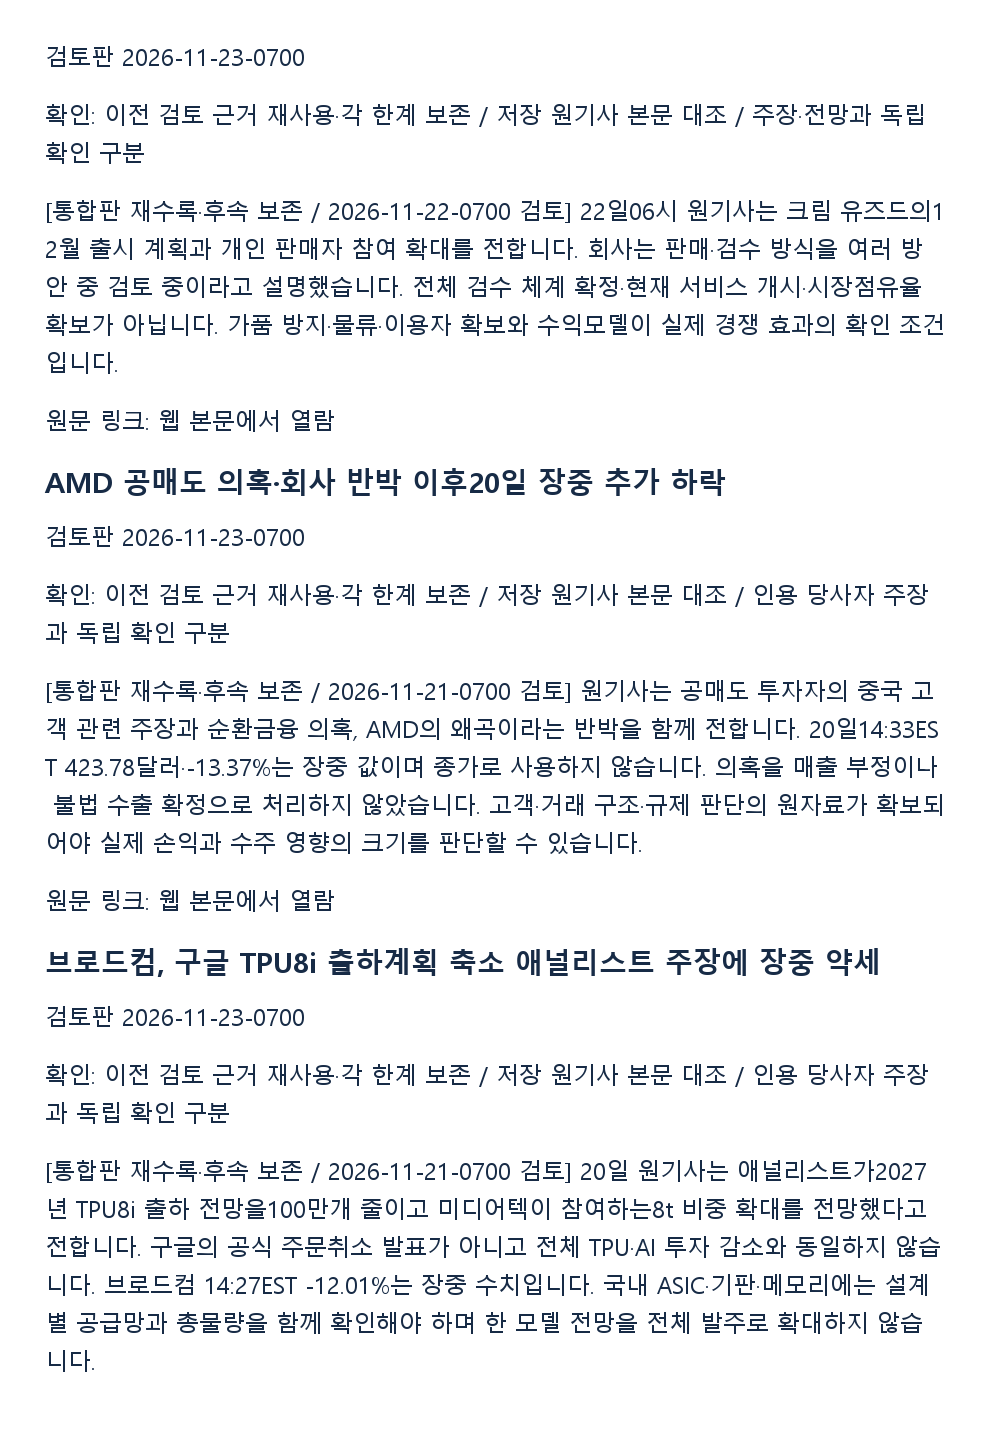 검토판 2026-11-23-0700
확인: 이전 검토 근거 재사용·각 한계 보존 / 저장 원기사 본문 대조 / 주장·전망과 독립
확인 구분
[통합판 재수록·후속 보존 / 2026-11-22-0700 검토] 22일06시 원기사는 크림 유즈드의1
2월 출시 계획과 개인 판매자 참여 확대를 전합니다. 회사는 판매·검수 방식을 여러 방
안 중 검토 중이라고 설명했습니다. 전체 검수 체계 확정·현재 서비스 개시·시장점유율
확보가 아닙니다. 가품 방지·물류·이용자 확보와 수익모델이 실제 경쟁 효과의 확인 조건
입니다.
원문 링크: 웹 본문에서 열람
AMD 공매도 의혹·회사 반박 이후20일 장중 추가 하락
검토판 2026-11-23-0700
확인: 이전 검토 근거 재사용·각 한계 보존 / 저장 원기사 본문 대조 / 인용 당사자 주장
과 독립 확인 구분
[통합판 재수록·후속 보존 / 2026-11-21-0700 검토] 원기사는 공매도 투자자의 중국 고
객 관련 주장과 순환금융 의혹, AMD의 왜곡이라는 반박을 함께 전합니다. 20일14:33ES
T 423.78달러·-13.37%는 장중 값이며 종가로 사용하지 않습니다. 의혹을 매출 부정이나
불법 수출 확정으로 처리하지 않았습니다. 고객·거래 구조·규제 판단의 원자료가 확보되
어야 실제 손익과 수주 영향의 크기를 판단할 수 있습니다.
원문 링크: 웹 본문에서 열람
브로드컴, 구글 TPU8i 출하계획 축소 애널리스트 주장에 장중 약세
검토판 2026-11-23-0700
확인: 이전 검토 근거 재사용·각 한계 보존 / 저장 원기사 본문 대조 / 인용 당사자 주장
과 독립 확인 구분
[통합판 재수록·후속 보존 / 2026-11-21-0700 검토] 20일 원기사는 애널리스트가2027
년 TPU8i 출하 전망을100만개 줄이고 미디어텍이 참여하는8t 비중 확대를 전망했다고
전합니다. 구글의 공식 주문취소 발표가 아니고 전체 TPU·AI 투자 감소와 동일하지 않습
니다. 브로드컴 14:27EST -12.01%는 장중 수치입니다. 국내 ASIC·기판·메모리에는 설계
별 공급망과 총물량을 함께 확인해야 하며 한 모델 전망을 전체 발주로 확대하지 않습
니다.